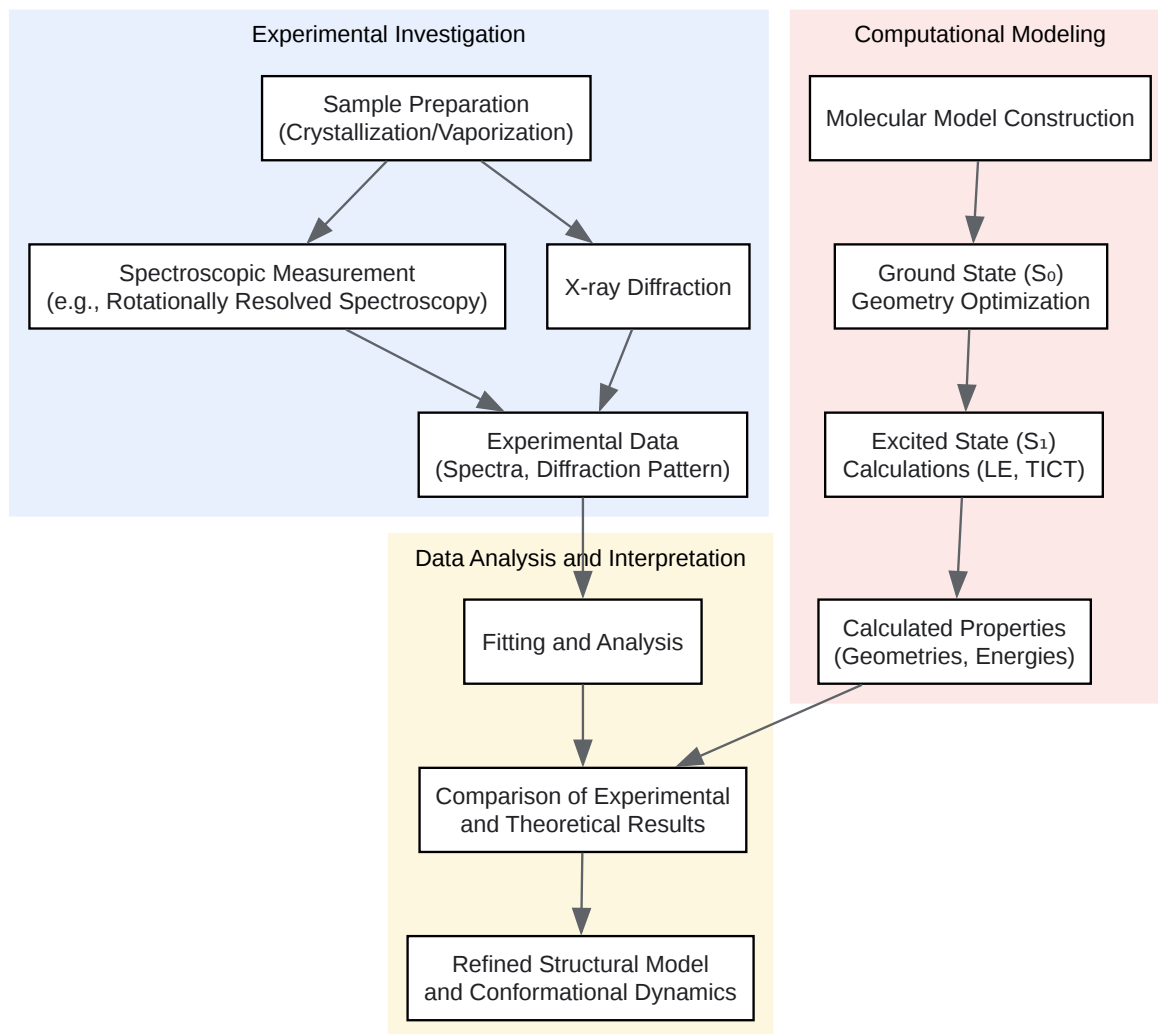 Experimental Investigation
Sample Preparation
(Crystallization/Vaporization)
Spectroscopic Measurement
(e.g., Rotationally Resolved Spectroscopy)
X-ray Diffraction
Experimental Data
(Spectra, Diffraction Pattern)
Computational Modeling
Molecular Model Construction
Ground State (S₀)
Geometry Optimization
Excited State (S₁)
Calculations (LE, TICT)
Calculated Properties
(Geometries, Energies)
Data Analysis and Interpretation
Fitting and Analysis
Comparison of Experimental
and Theoretical Results
Refined Structural Model
and Conformational Dynamics